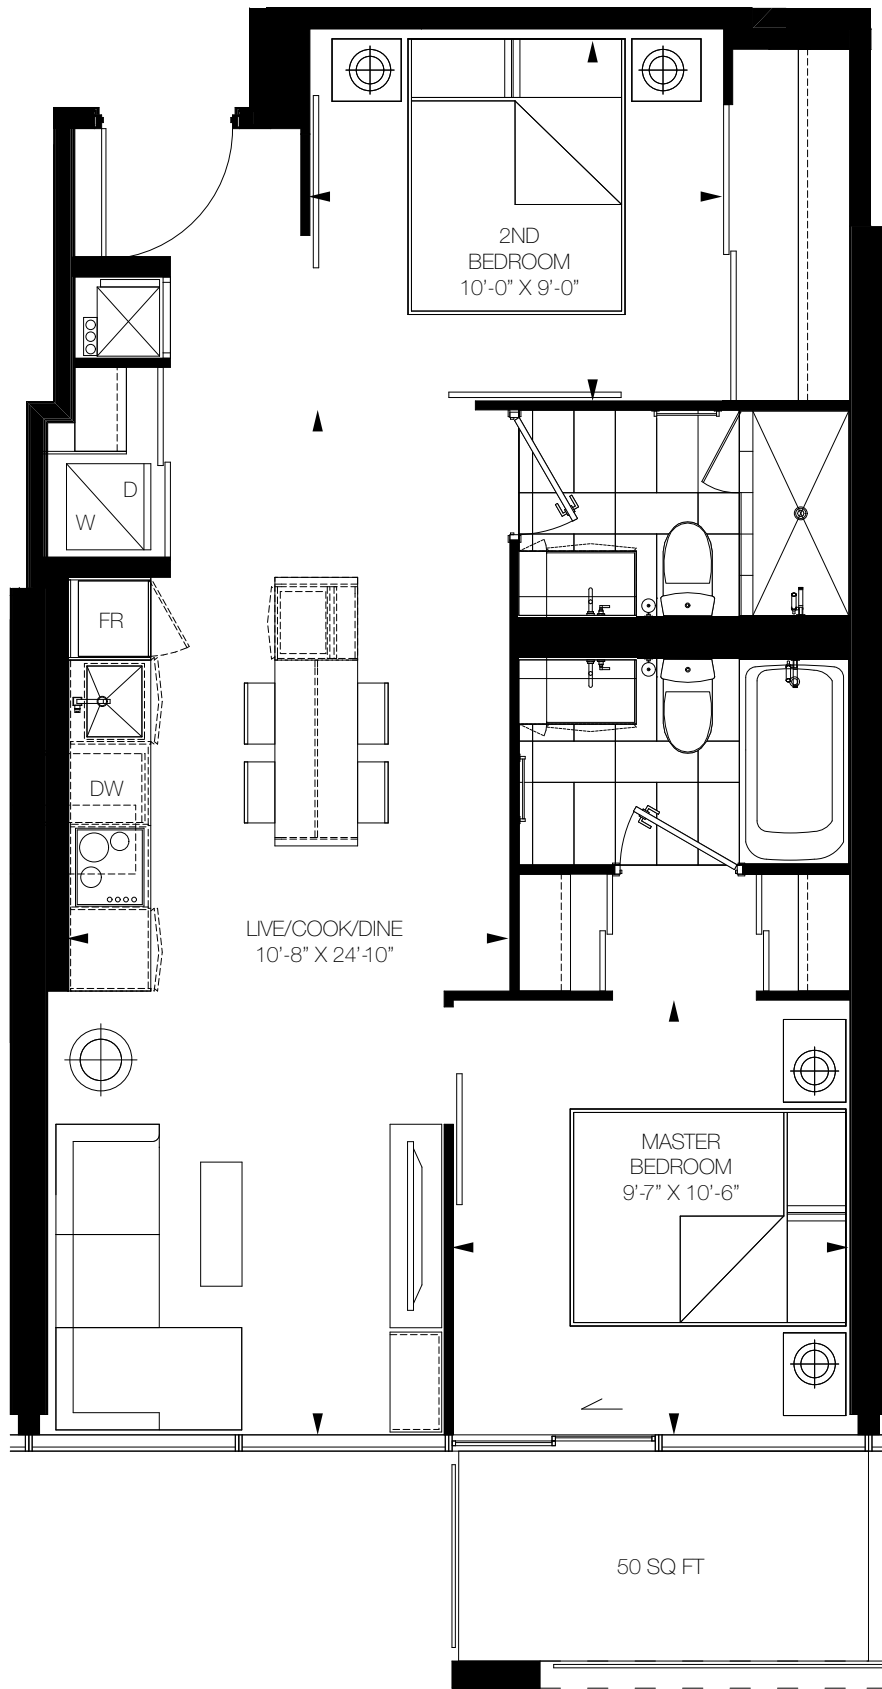 2ND
BEDROOM
10'-0” X 9'-0”
D
W
FR
DW
LIVE/COOK/DINE
10'-8” X 24'-10”
MASTER
BEDROOM
9'-7” X 10'-6”
50 SQ FT